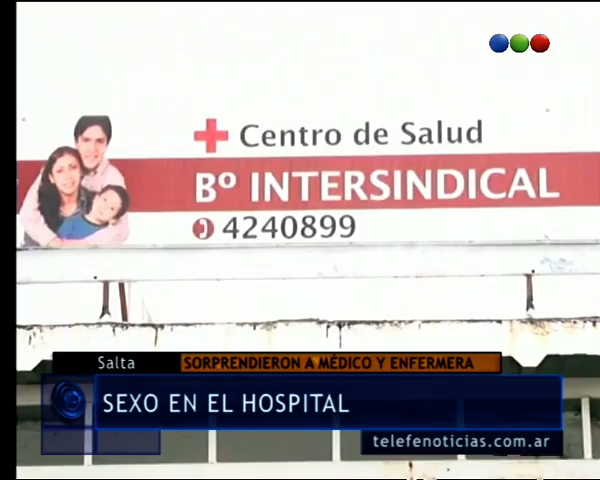 Centro de Salud
Bº INTERSINDICAL
4240899
Salta
SORPRENDIERON A MÉDICO Y ENFERMERA
SEXO EN EL HOSPITAL
telefenoticias.com.ar